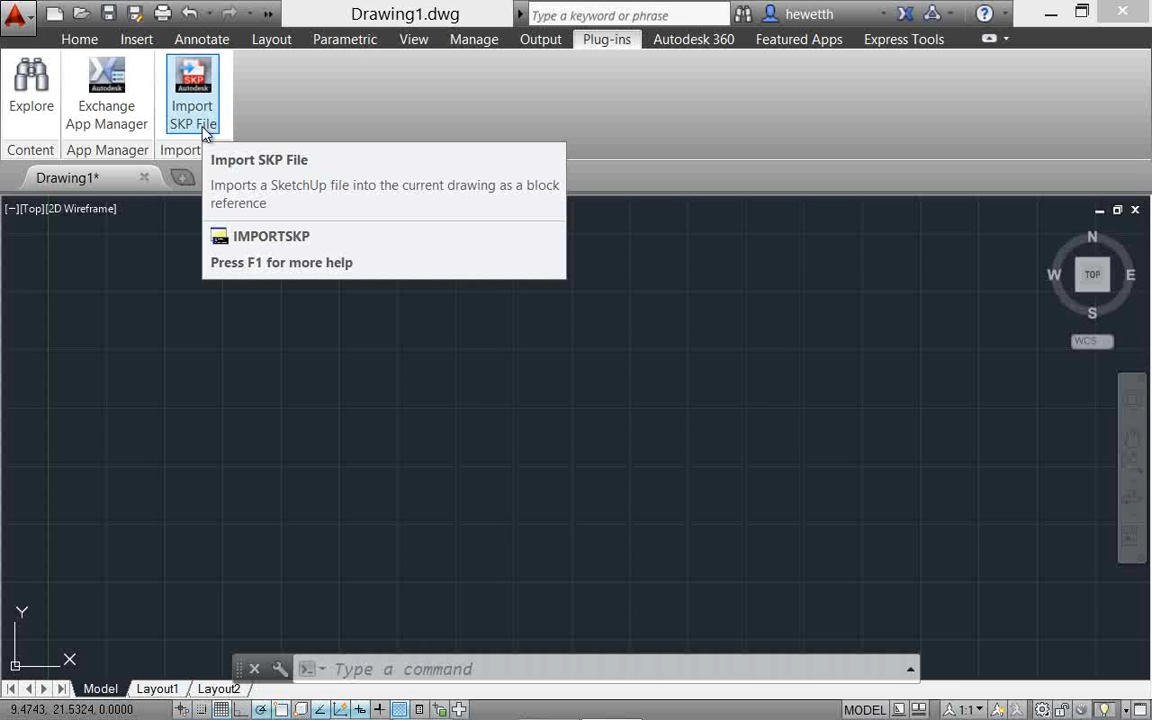 Drawing1.dwg
Type a keyword or phrase
hewetth
Home Insert Annotate Layout Parametric View Manage Output Plug-ins Autodesk 360 Featured Apps Express Tools
Autodesk
SKP
Autodesk
Explore
Exchange
App Manager
Import
SKP File
Content
App Manager
Import
Drawing1*
Import SKP File
Imports a SketchUp file into the current drawing as a block
reference
IMPORTSKP
Press F1 for more help
[−][Top][2D Wireframe]
N
W
TOP
E
S
WCS
Y
X
Type a command
Model Layout1 Layout2
9.4743, 21.5324, 0.0000
MODEL
1:1